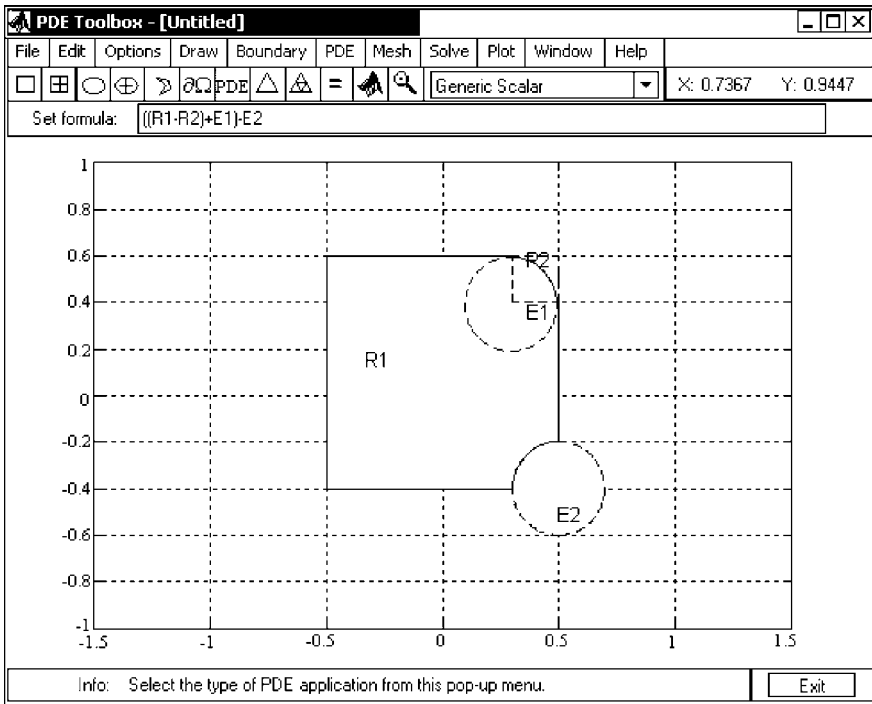 PDE Toolbox - [Untitled]
File Edit Options Draw Boundary PDE Mesh Solve Plot Window Help
∂Ω PDE = Generic Scalar X: 0.7367 Y: 0.9447
Set formula: ((R1-R2)+E1)-E2
1
0.8
0.6
0.4
0.2
0
-0.2
-0.4
-0.6
-0.8
-1
R2
E1
R1
E2
-1.5 -1 -0.5 0 0.5 1 1.5
Info: Select the type of PDE application from this pop-up menu. Exit